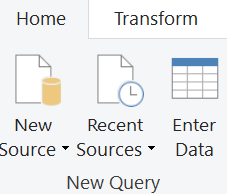 Home Transform
New Recent Enter
Source Sources Data
New Query